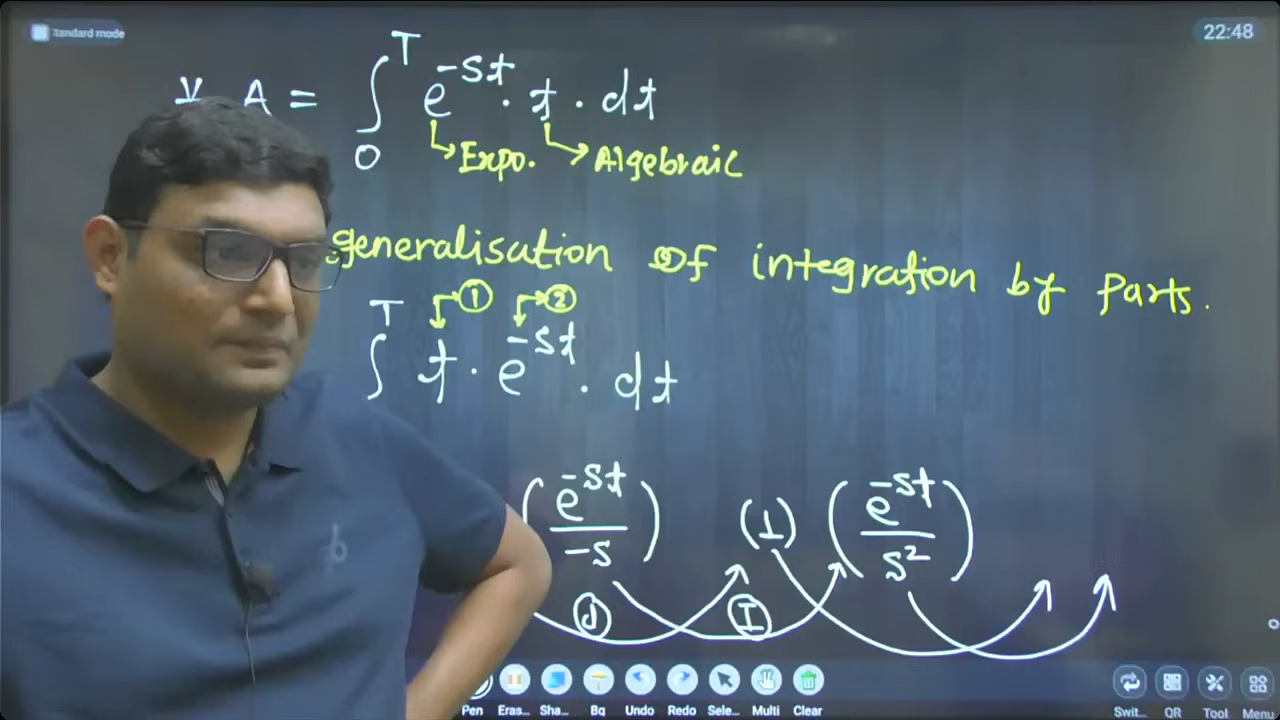 Standard mode
22:48
A = ∫₀ᵀ e^(-st) · t · dt
Expo. Algebraic
generalisation of integration by parts.
T ① ②
∫ t · e^(-st) · dt
(e^(-st)/-s) (1) (e^(-st)/s²)
ⓓ Ⓘ
Pen Eras... Sha... Bg Undo Redo Sele... Multi Clear Swit... QR Tool Menu